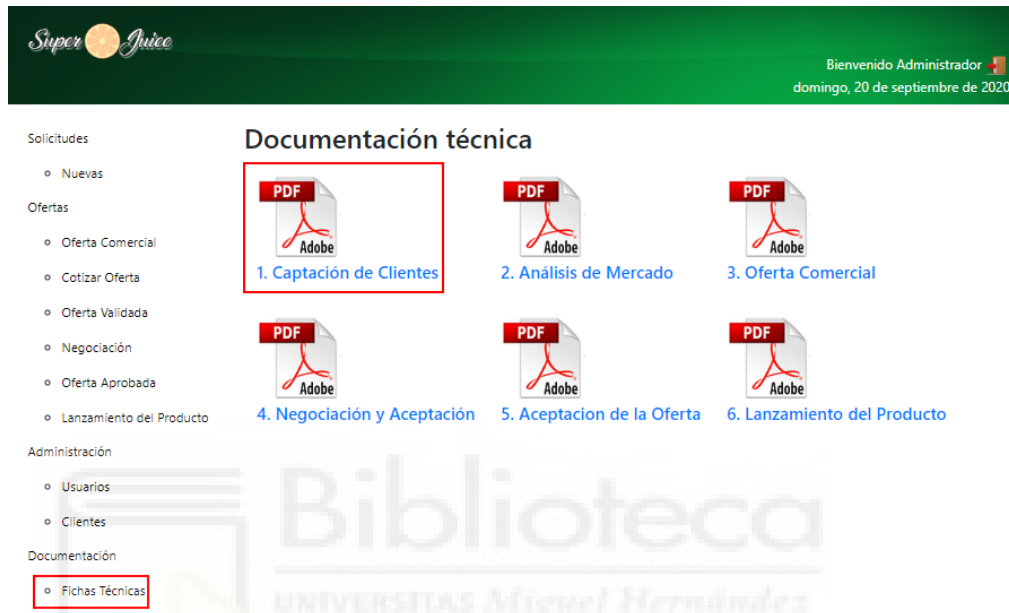 Super Juice
Bienvenido Administrador
domingo, 20 de septiembre de 2020
Solicitudes
Nuevas
Ofertas
Oferta Comercial
Cotizar Oferta
Oferta Validada
Negociación
Oferta Aprobada
Lanzamiento del Producto
Administración
Usuarios
Clientes
Documentación
Fichas Técnicas
Documentación técnica
PDF
Adobe
1. Captación de Clientes
PDF
Adobe
2. Análisis de Mercado
PDF
Adobe
3. Oferta Comercial
PDF
Adobe
4. Negociación y Aceptación
PDF
Adobe
5. Aceptacion de la Oferta
PDF
Adobe
6. Lanzamiento del Producto
Biblioteca
UNIVERSITAS Miguel Hernández